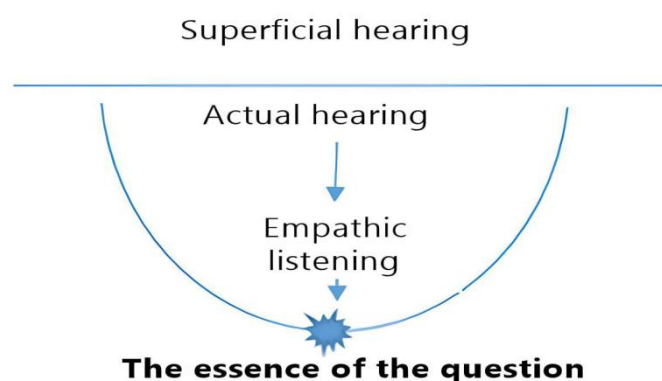 Superficial hearing
Actual hearing
Empathic
listening
The essence of the question